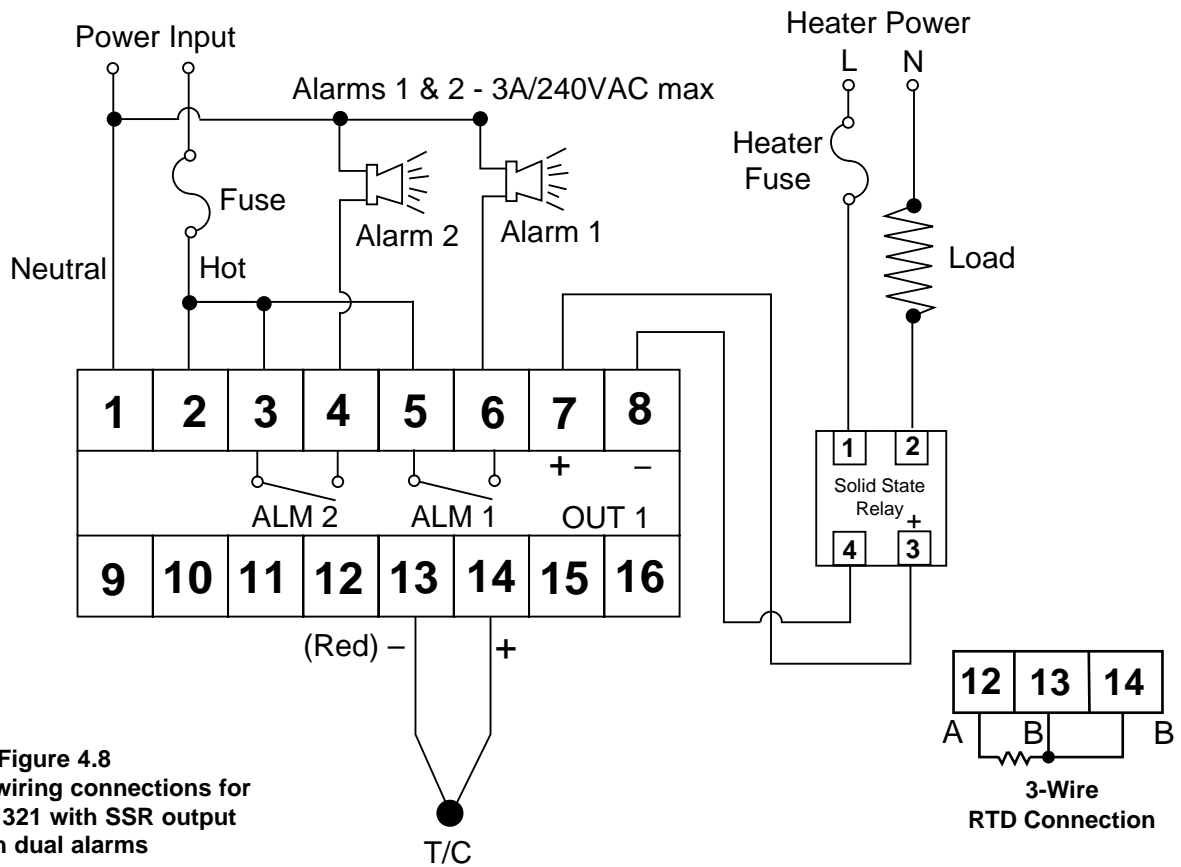 Power Input
Heater Power
L N
Alarms 1 & 2 - 3A/240VAC max
Heater
Fuse
Fuse
Alarm 2
Alarm 1
Neutral
Hot
Load
1 2 3 4 5 6 7 8
+ –
ALM 2 ALM 1 OUT 1
9 10 11 12 13 14 15 16
1 2
Solid State
Relay +
4 3
(Red) – +
T/C
12 13 14
A B B
3-Wire
RTD Connection
Figure 4.8
wiring connections for
321 with SSR output
dual alarms